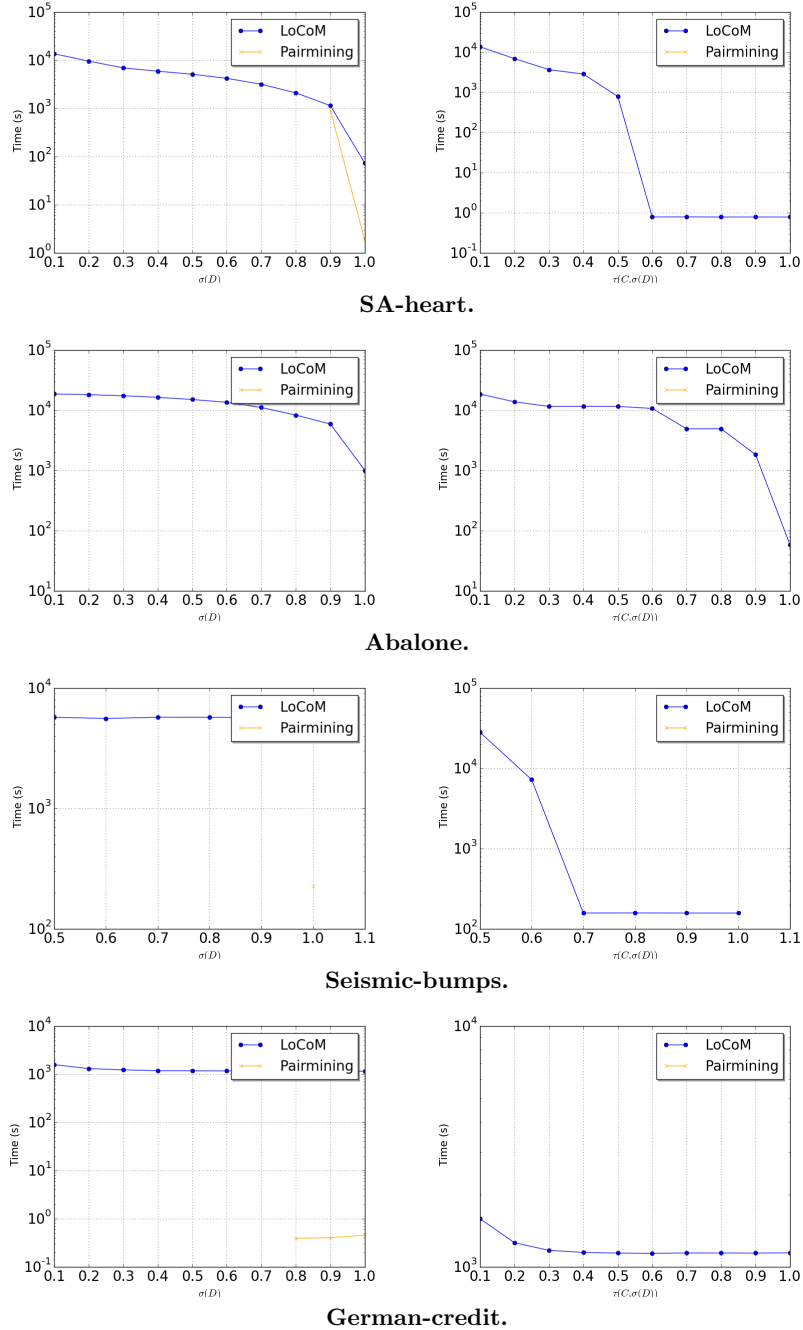 10^5
10^4
10^3
10^2
10^1
10^0
Time (s)
0.1 0.2 0.3 0.4 0.5 0.6 0.7 0.8 0.9 1.0
σ(D)
LoCoM
Pairmining
10^5
10^4
10^3
10^2
10^1
10^0
10^-1
Time (s)
0.1 0.2 0.3 0.4 0.5 0.6 0.7 0.8 0.9 1.0
τ(C,σ(D))
LoCoM
Pairmining
SA-heart.
10^5
10^4
10^3
10^2
10^1
Time (s)
0.1 0.2 0.3 0.4 0.5 0.6 0.7 0.8 0.9 1.0
σ(D)
LoCoM
Pairmining
10^5
10^4
10^3
10^2
10^1
Time (s)
0.1 0.2 0.3 0.4 0.5 0.6 0.7 0.8 0.9 1.0
τ(C,σ(D))
LoCoM
Pairmining
Abalone.
10^4
10^3
10^2
Time (s)
0.5 0.6 0.7 0.8 0.9 1.0 1.1
σ(D)
LoCoM
Pairmining
10^5
10^4
10^3
10^2
Time (s)
0.5 0.6 0.7 0.8 0.9 1.0 1.1
τ(C,σ(D))
LoCoM
Pairmining
Seismic-bumps.
10^4
10^3
10^2
10^1
10^0
10^-1
Time (s)
0.1 0.2 0.3 0.4 0.5 0.6 0.7 0.8 0.9 1.0
σ(D)
LoCoM
Pairmining
10^4
10^3
Time (s)
0.1 0.2 0.3 0.4 0.5 0.6 0.7 0.8 0.9 1.0
τ(C,σ(D))
LoCoM
Pairmining
German-credit.